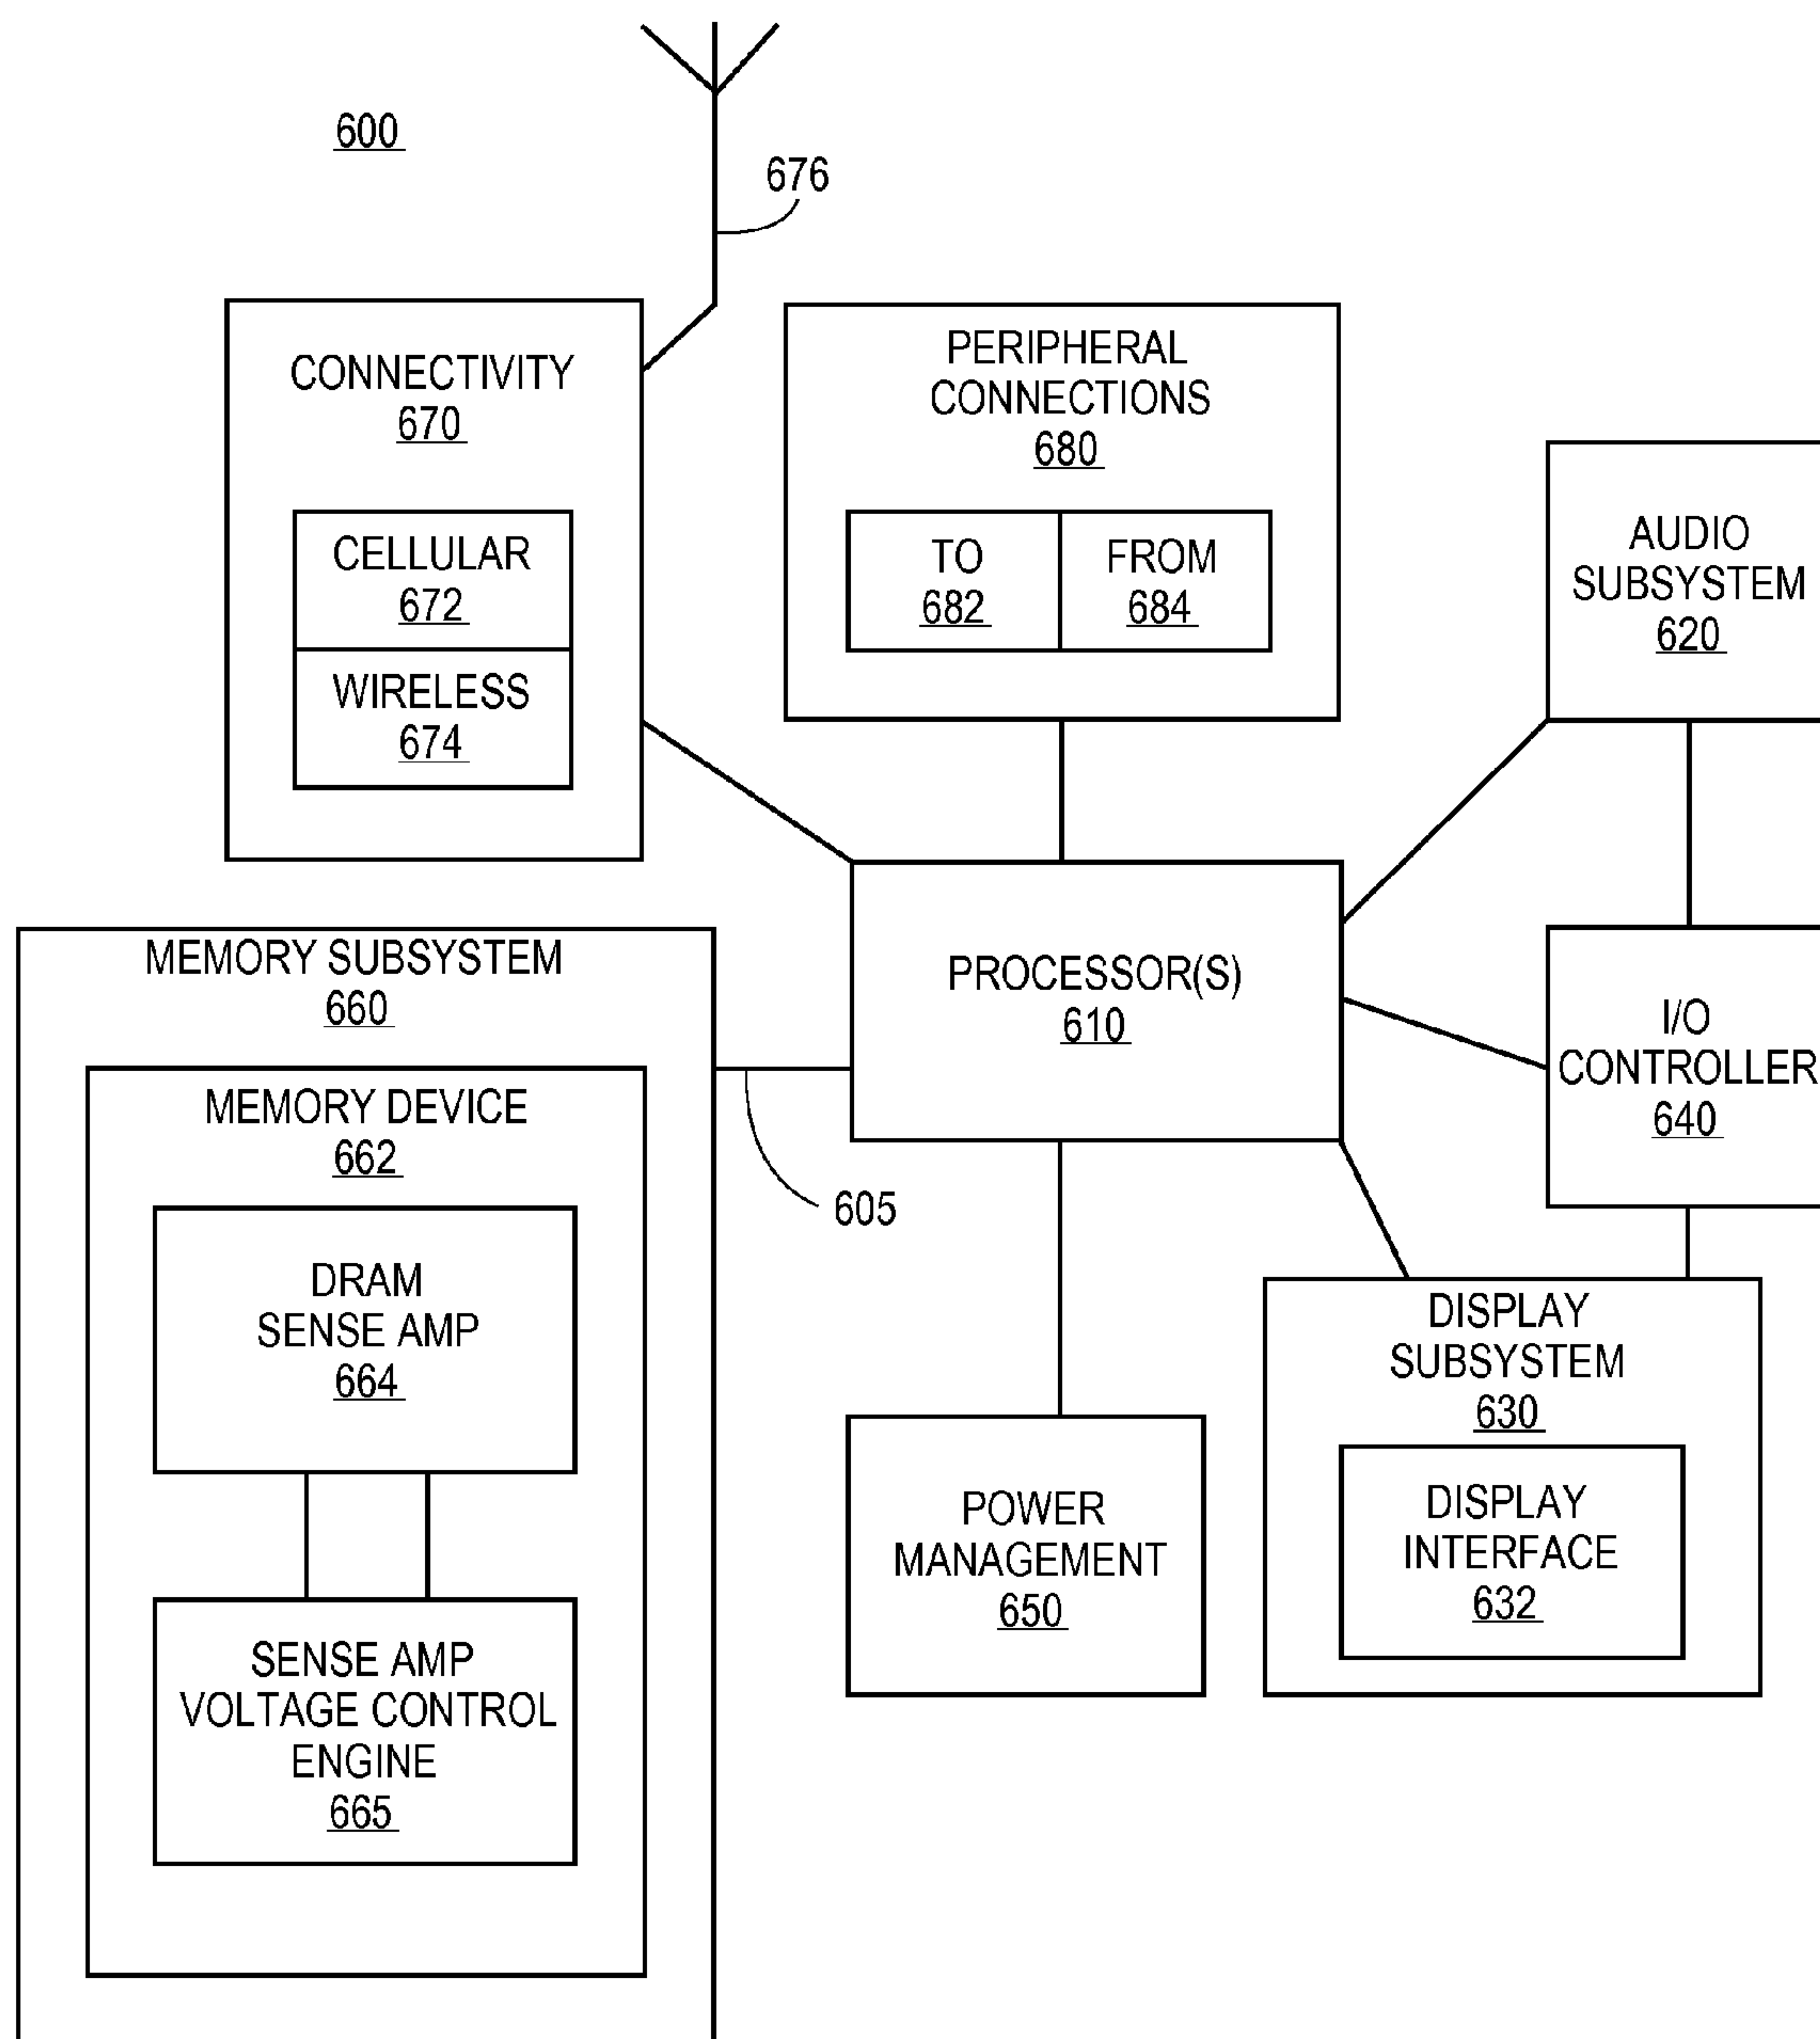 600
676
CONNECTIVITY
670
CELLULAR
672
WIRELESS
674
PERIPHERAL
CONNECTIONS
680
TO
682
FROM
684
AUDIO
SUBSYSTEM
620
PROCESSOR(S)
610
I/O
CONTROLLER
640
MEMORY SUBSYSTEM
660
MEMORY DEVICE
662
605
DRAM
SENSE AMP
664
SENSE AMP
VOLTAGE CONTROL
ENGINE
665
POWER
MANAGEMENT
650
DISPLAY
SUBSYSTEM
630
DISPLAY
INTERFACE
632